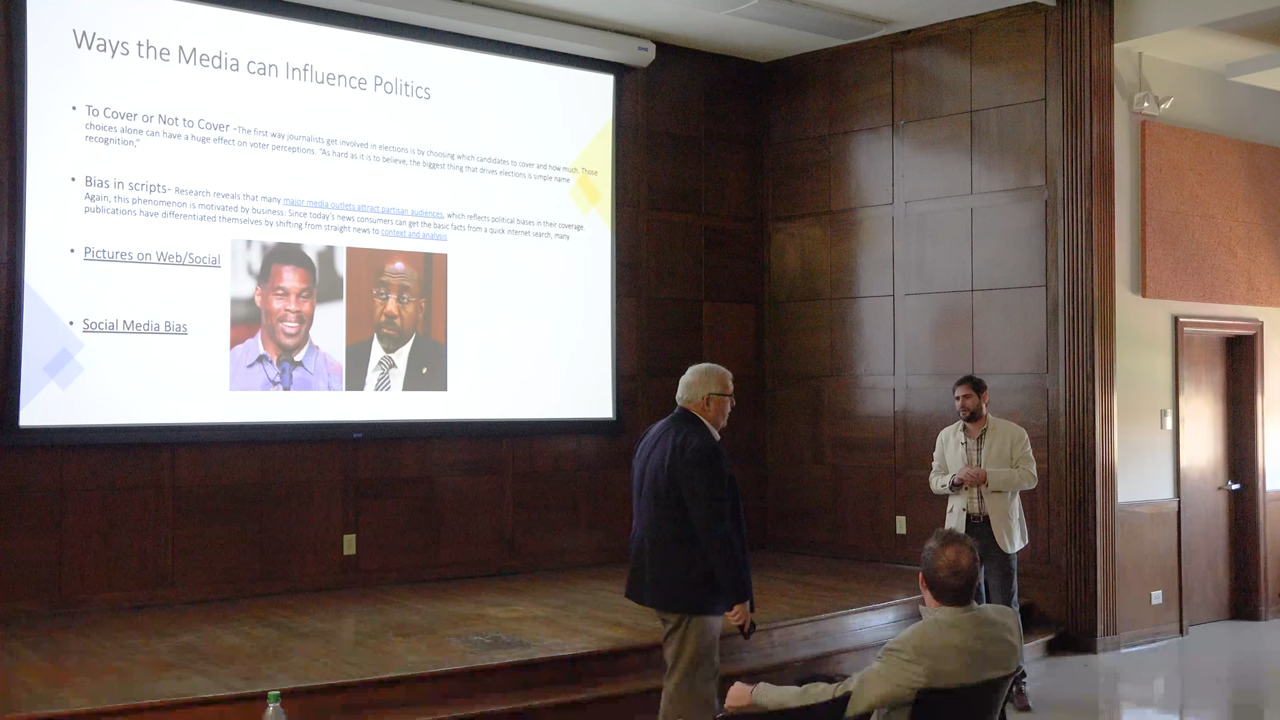 Ways the Media can Influence Politics
• To Cover or Not to Cover -The first way journalists get involved in elections is by choosing which candidates to cover and how much. Those
choices alone can have a huge effect on voter perceptions. "As hard as it is to believe, the biggest thing that drives elections is simple name
recognition,"
• Bias in scripts- Research reveals that many major media outlets attract partisan audiences, which reflects political biases in their coverage.
Again, this phenomenon is motivated by business: Since today's news consumers can get the basic facts from a quick internet search, many
publications have differentiated themselves by shifting from straight news to context and analysis
• Pictures on Web/Social
• Social Media Bias